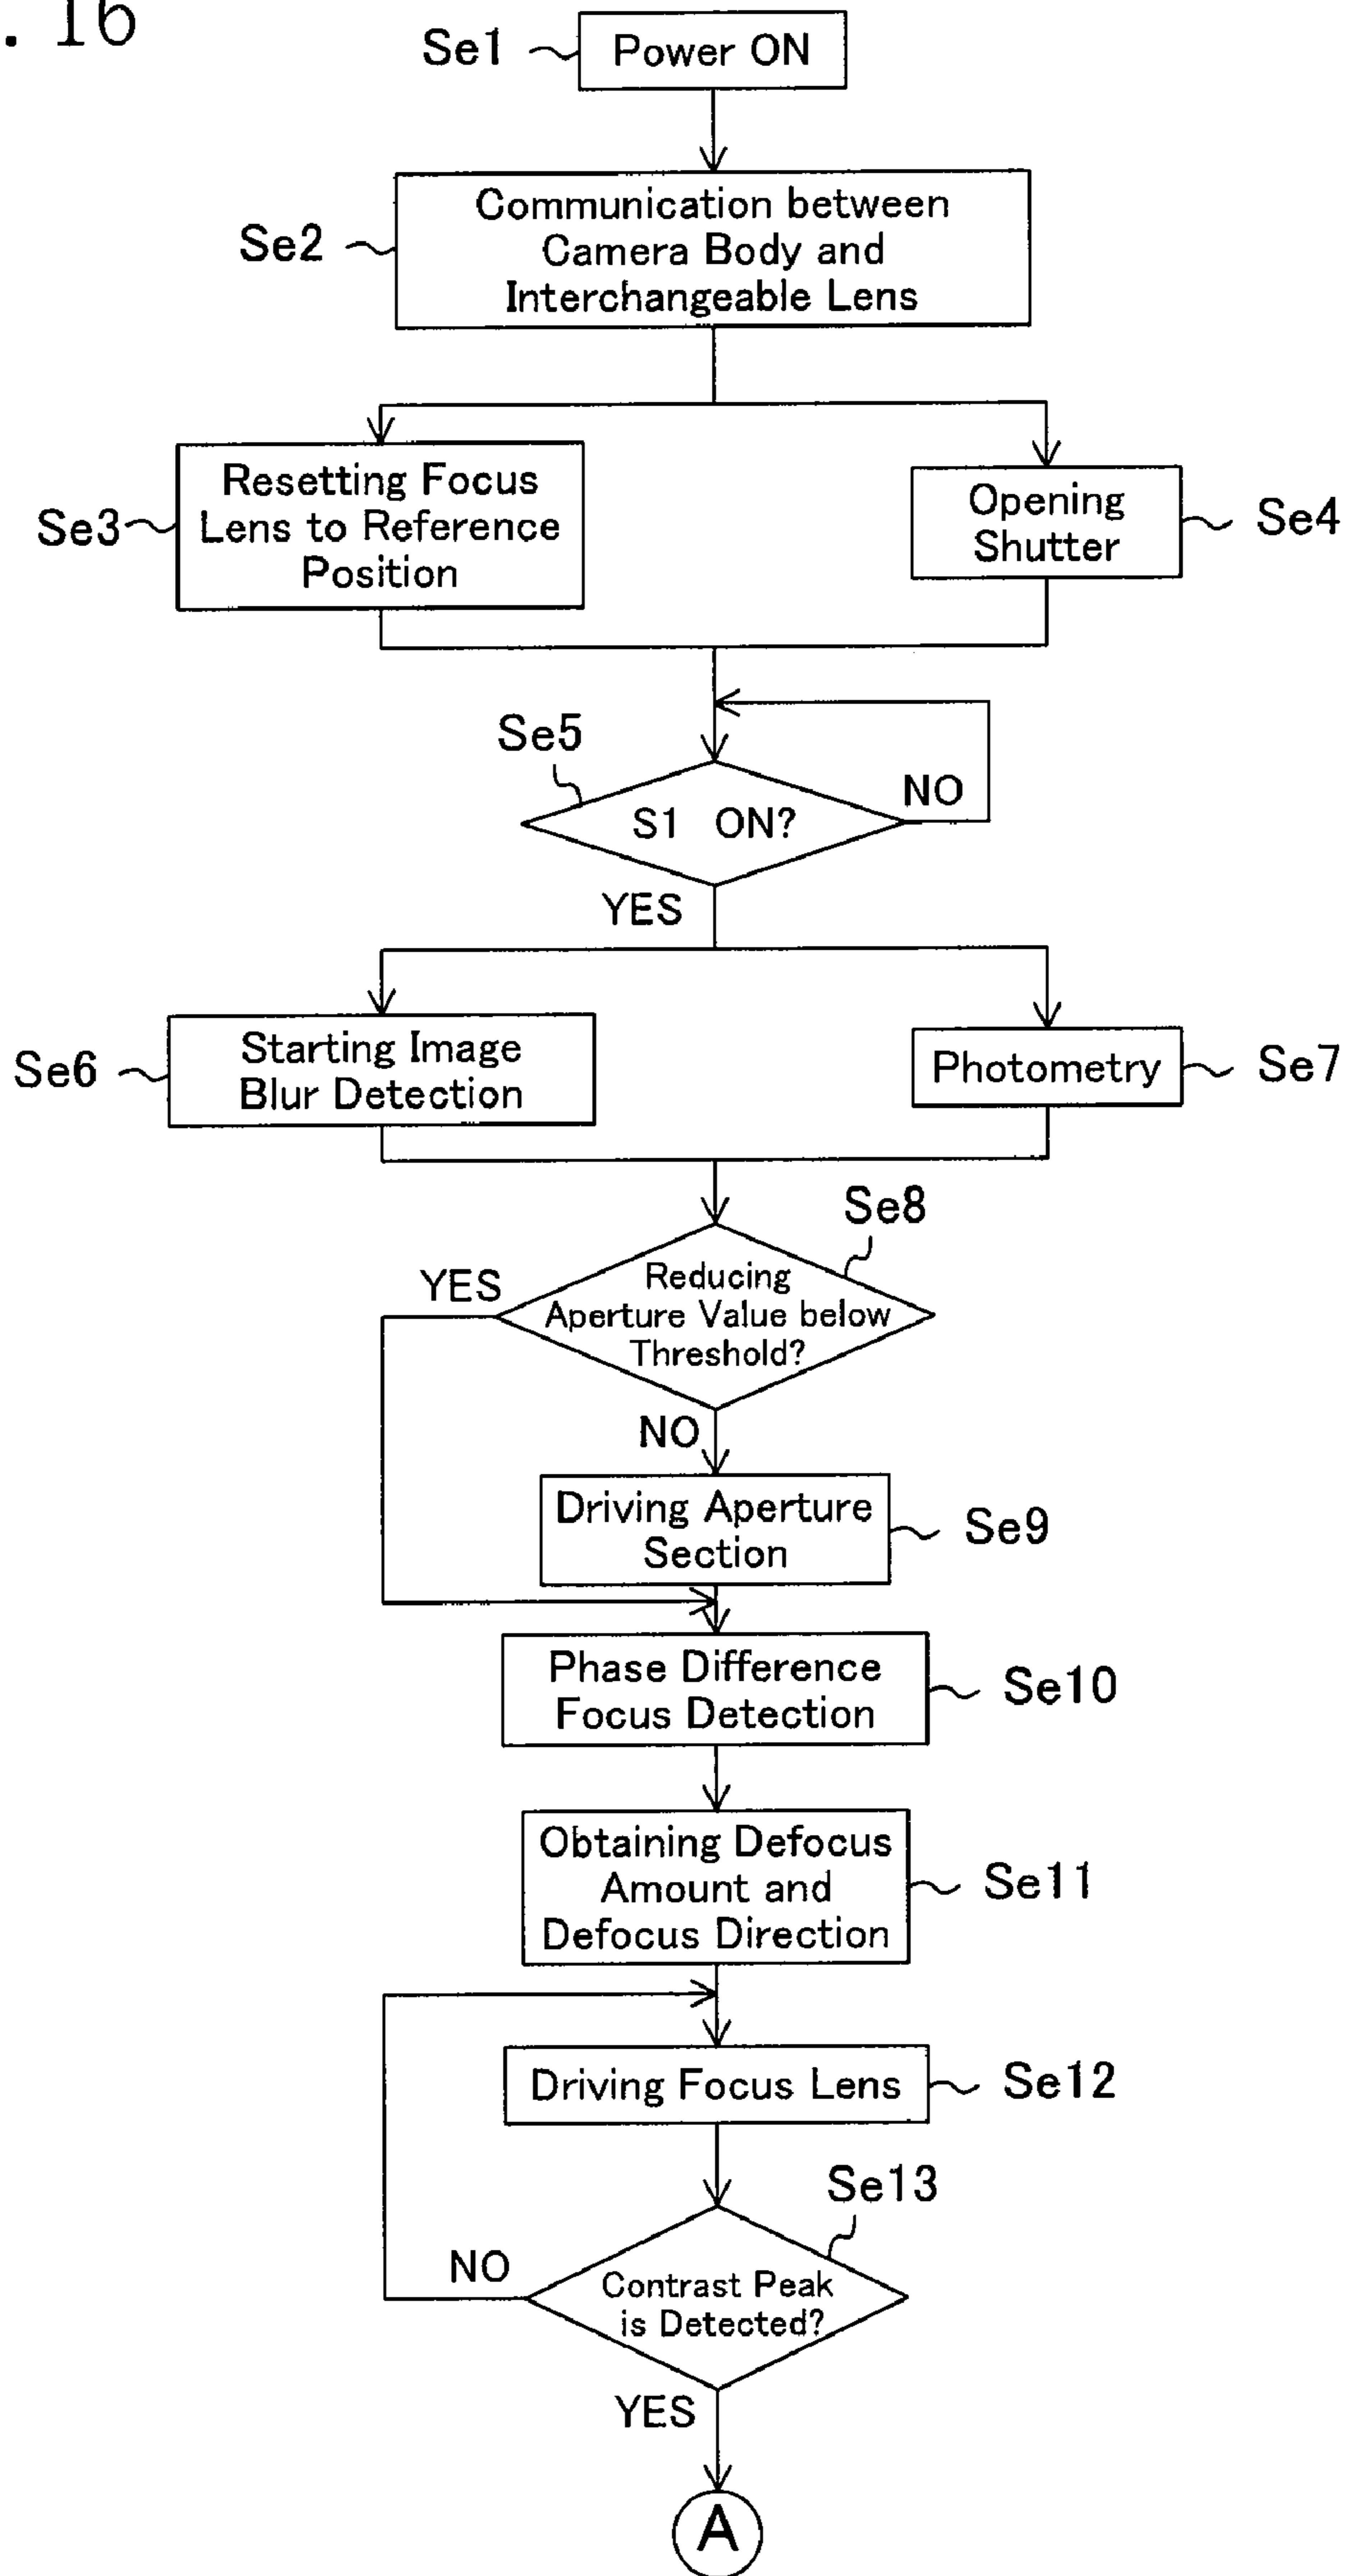 . 16
Se1
Power ON
Se2
Communication between
Camera Body and
Interchangeable Lens
Se3
Resetting Focus
Lens to Reference
Position
Opening
Shutter
Se4
Se5
S1 ON?
NO
YES
Se6
Starting Image
Blur Detection
Photometry
Se7
Se8
YES
Reducing
Aperture Value below
Threshold?
NO
Driving Aperture
Section
Se9
Phase Difference
Focus Detection
Se10
Obtaining Defocus
Amount and
Defocus Direction
Se11
Driving Focus Lens
Se12
Se13
NO
Contrast Peak
is Detected?
YES
A